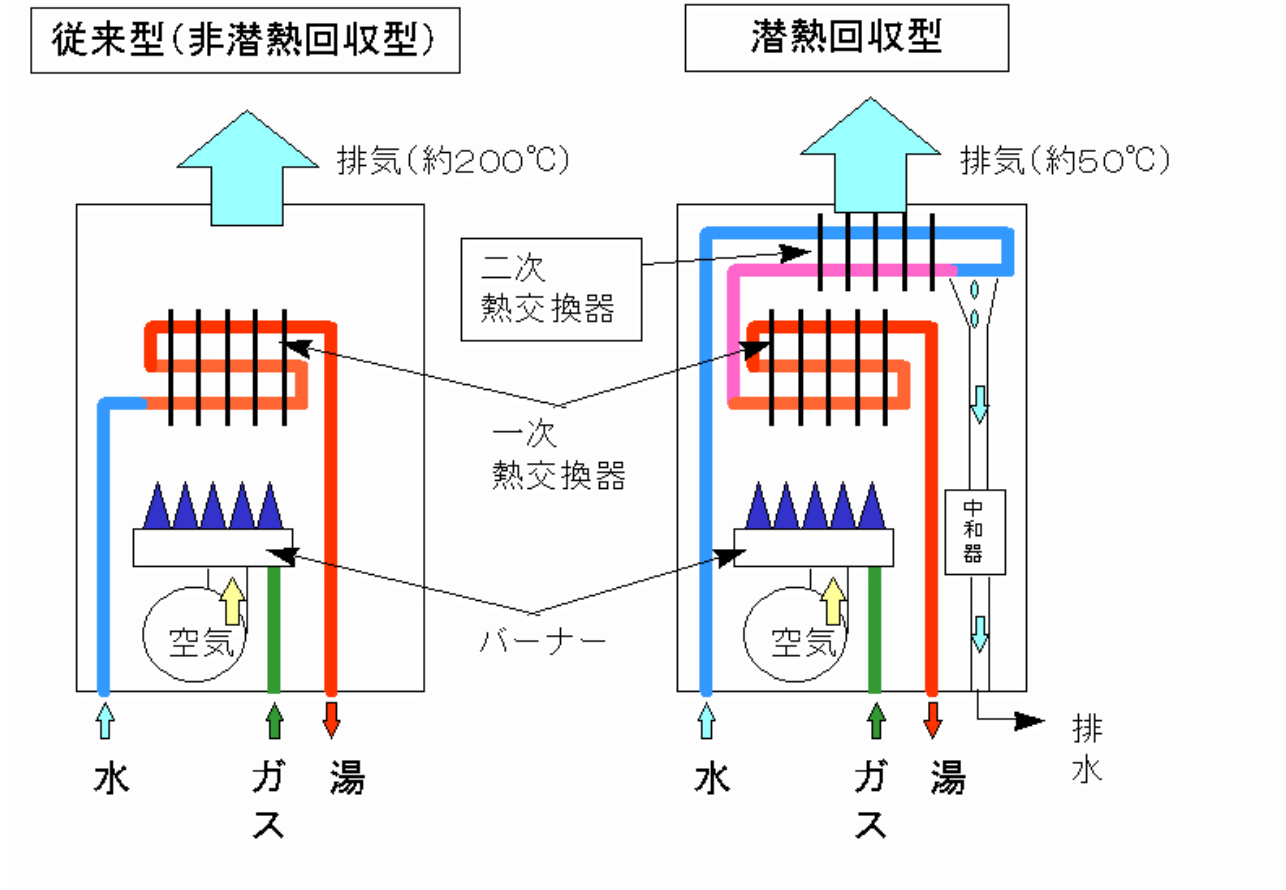 従来型(非潜熱回収型)
潜熱回収型
排気(約200℃)
排気(約50℃)
二次
熱交換器
一次
熱交換器
中
和
器
空気
バーナー
空気
排
水
水
ガ
ス
湯
水
ガ
ス
湯